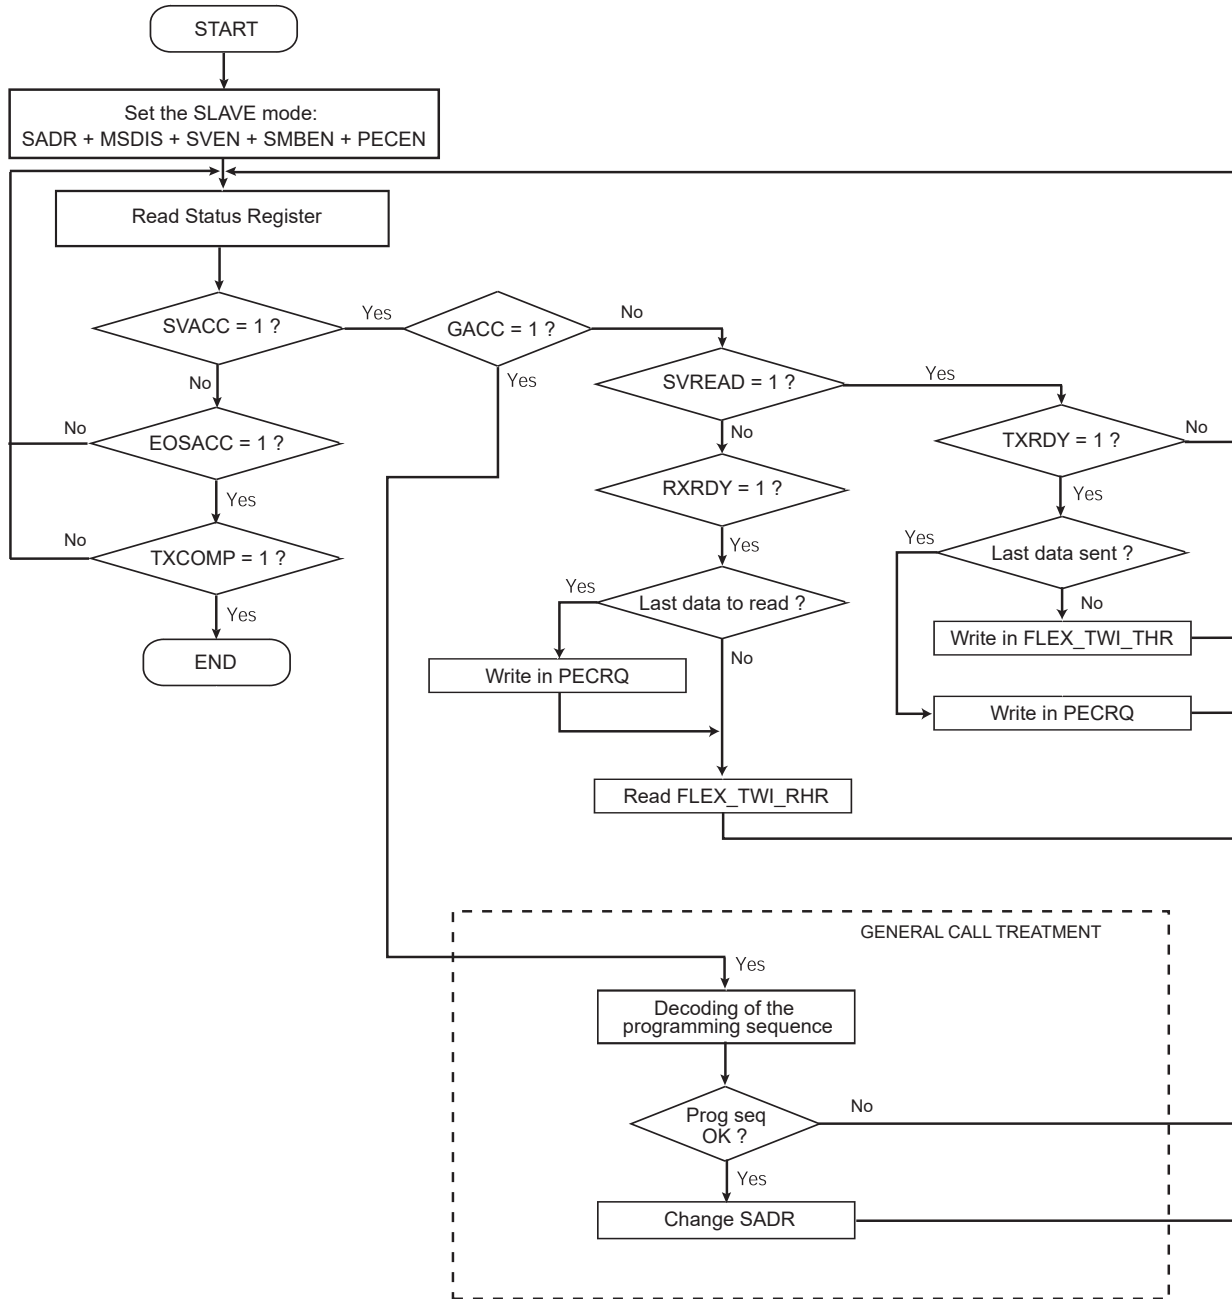 START
Set the SLAVE mode:
SADR + MSDIS + SVEN + SMBEN + PECEN
Read Status Register
SVACC = 1 ?
Yes
GACC = 1 ?
No
No
Yes
SVREAD = 1 ?
Yes
EOSACC = 1 ?
No
Yes
No
TXRDY = 1 ?
No
RXRDY = 1 ?
Yes
Yes
TXCOMP = 1 ?
No
Yes
Last data sent ?
Yes
No
Last data to read ?
Yes
No
END
Write in FLEX_TWI_THR
Write in PECRQ
Write in PECRQ
Read FLEX_TWI_RHR
GENERAL CALL TREATMENT
Yes
Decoding of the
programming sequence
Prog seq
OK ?
No
Yes
Change SADR